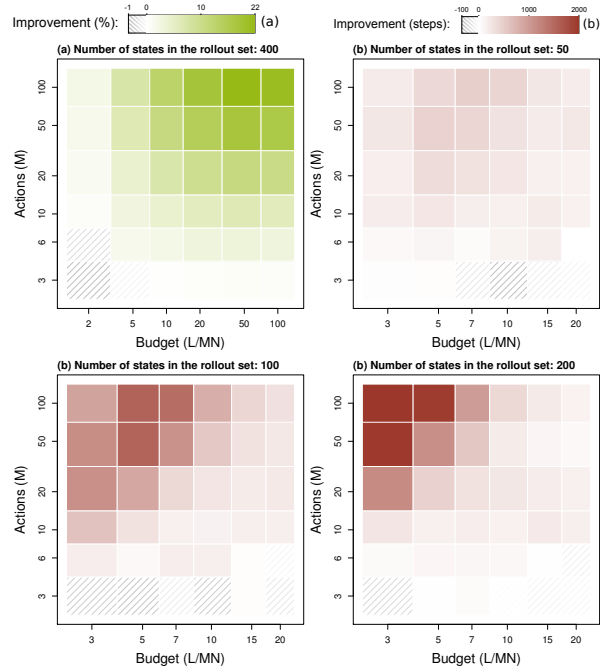 Improvement (%): -1 0 10 22 (a)
Improvement (steps): -100 0 1000 2000 (b)
(a) Number of states in the rollout set: 400
Actions (M)
100
50
20
10
6
3
2 5 10 20 50 100
Budget (L/MN)
(b) Number of states in the rollout set: 50
Actions (M)
100
50
20
10
6
3
3 5 7 10 15 20
Budget (L/MN)
(b) Number of states in the rollout set: 100
Actions (M)
100
50
20
10
6
3
3 5 7 10 15 20
Budget (L/MN)
(b) Number of states in the rollout set: 200
Actions (M)
100
50
20
10
6
3
3 5 7 10 15 20
Budget (L/MN)